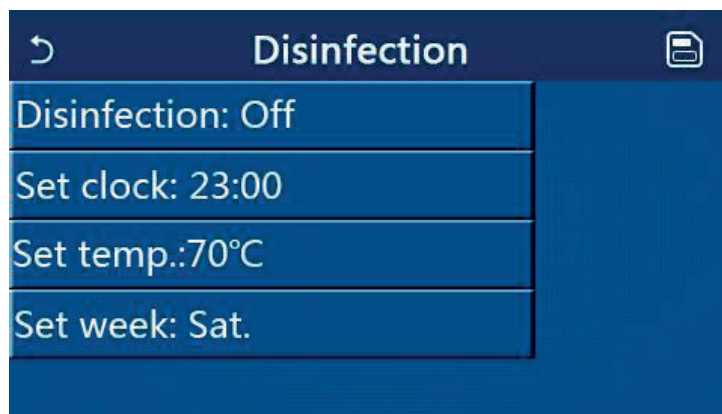 Disinfection
Disinfection: Off
Set clock: 23:00
Set temp.:70℃
Set week: Sat.